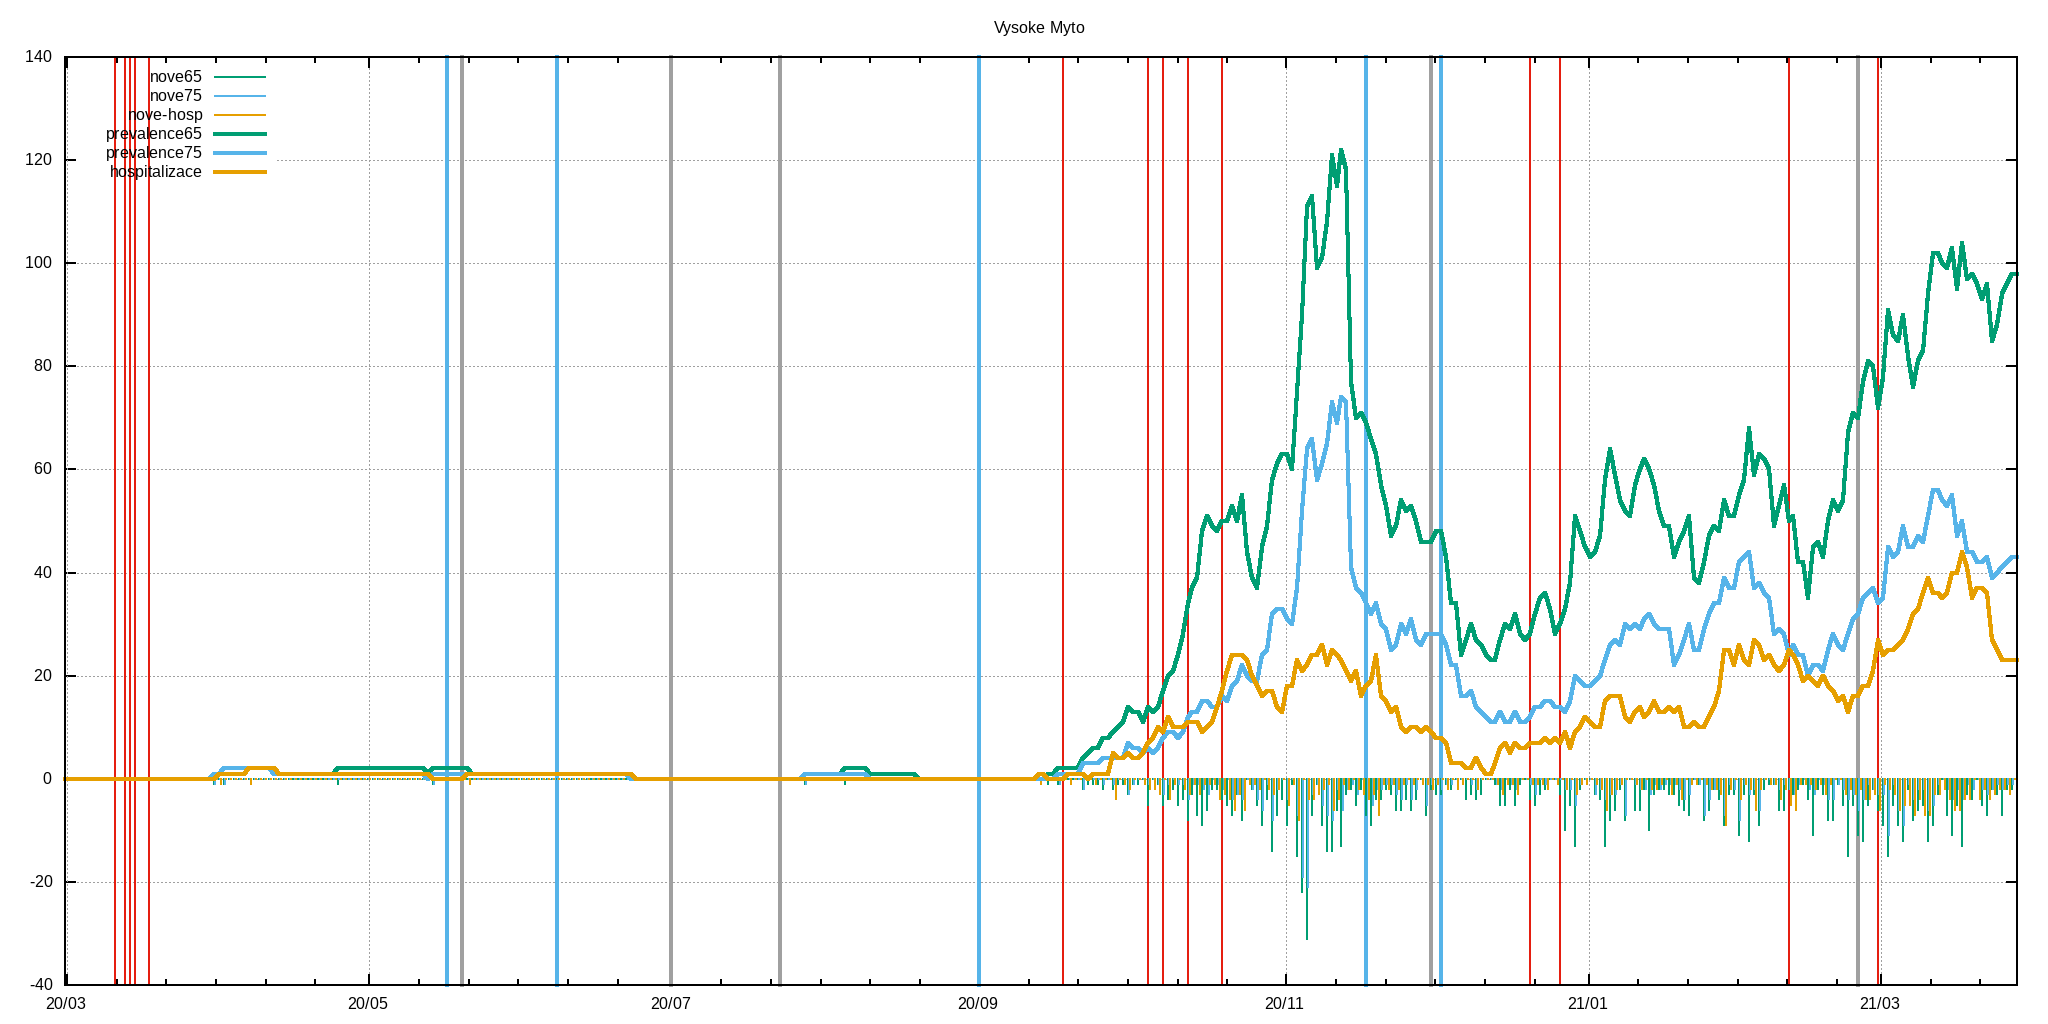 Vysoke Myto
140
120
100
80
60
40
20
0
-20
-40
nove65
nove75
nove-hosp
prevalence65
prevalence75
hospitalizace
20/03 20/05 20/07 20/09 20/11 21/01 21/03